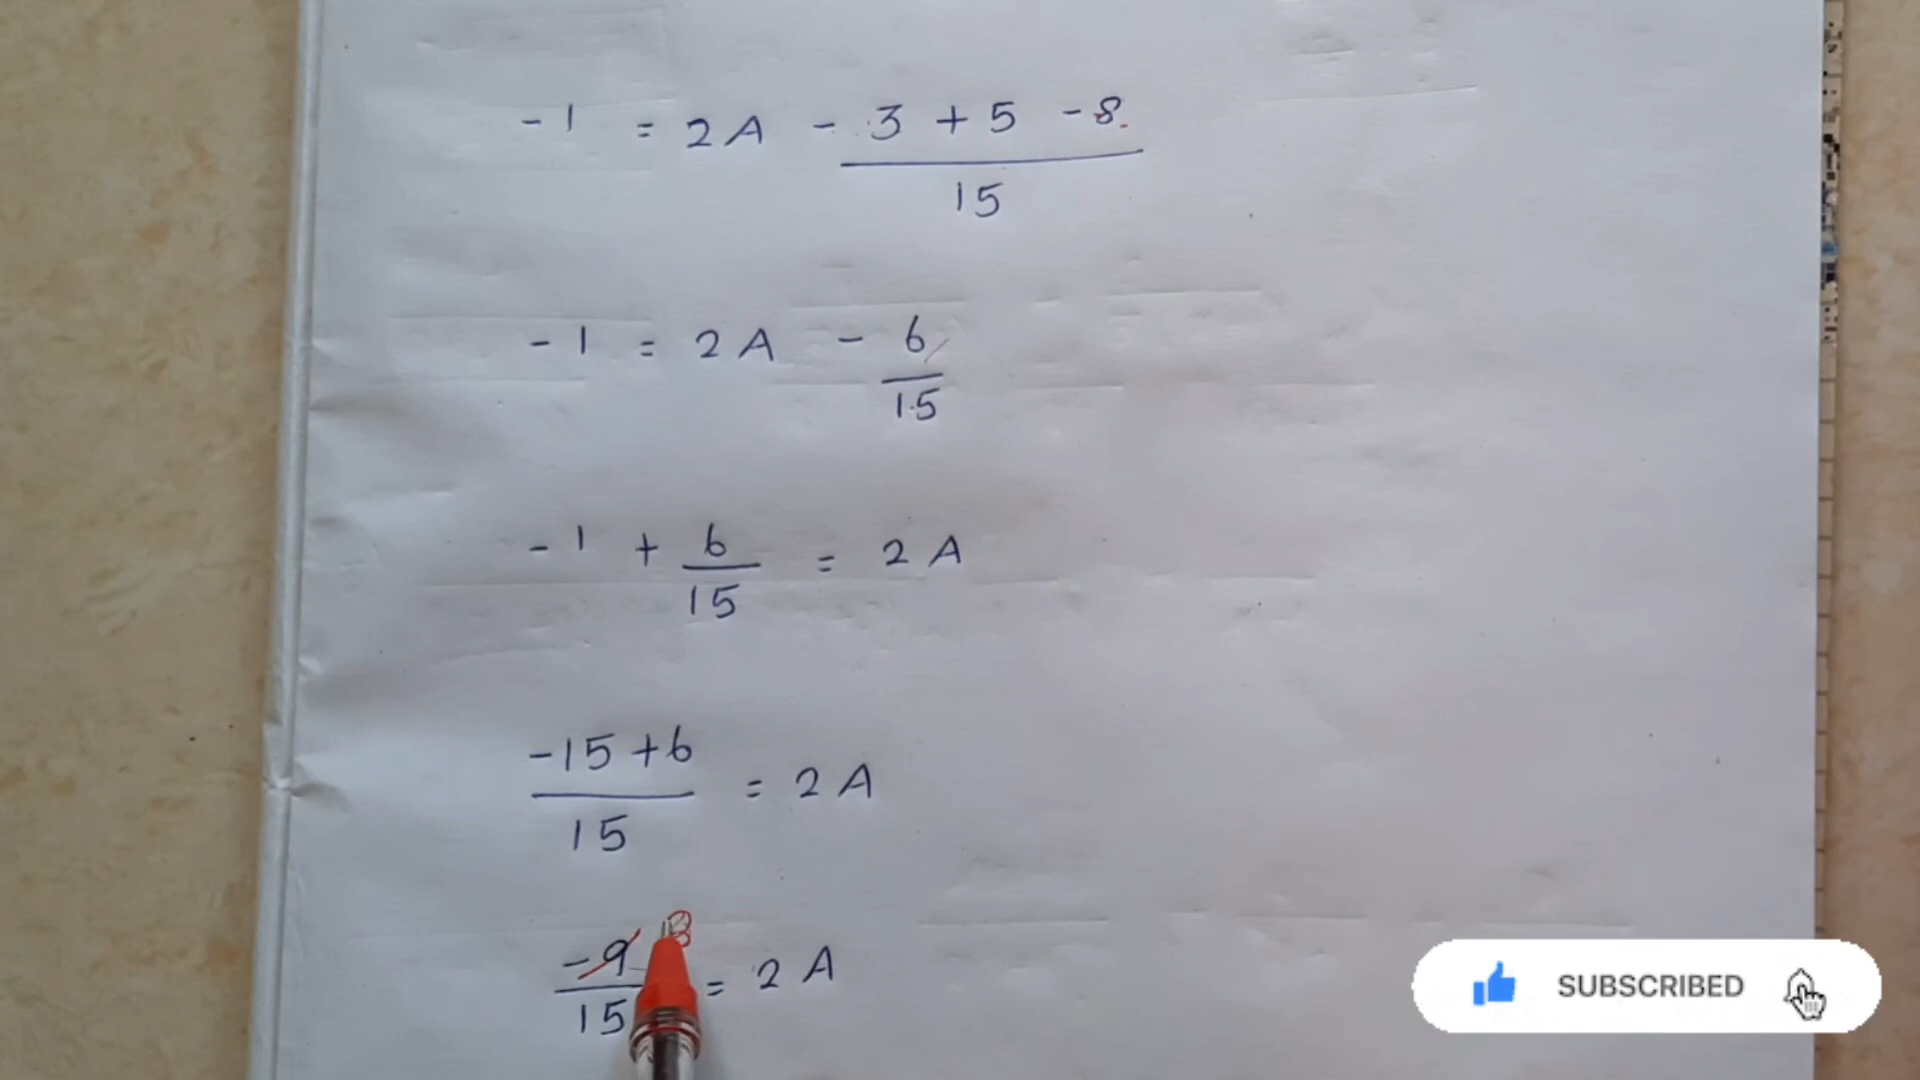 -1 = 2A - 3 + 5 - 8
15
-1 = 2A - 6
15
-1 + 6 = 2A
15
-15 + 6 = 2A
15
-9 3 = 2A
15
SUBSCRIBED